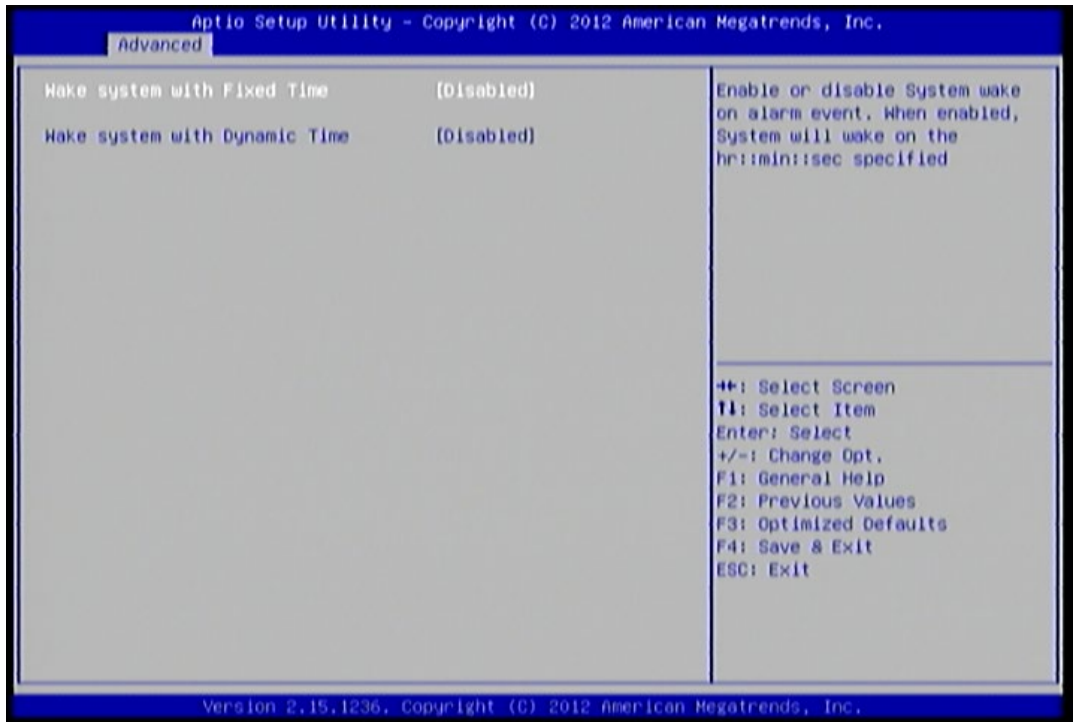 Aptio Setup Utility - Copyright (C) 2012 American Megatrends, Inc.
Advanced
Wake system with Fixed Time [Disabled]
Wake system with Dynamic Time [Disabled]
Enable or disable System wake
on alarm event. When enabled,
System will wake on the
hr::min::sec specified
→←: Select Screen
↑↓: Select Item
Enter: Select
+/-: Change Opt.
F1: General Help
F2: Previous Values
F3: Optimized Defaults
F4: Save & Exit
ESC: Exit
Version 2.15.1236. Copyright (C) 2012 American Megatrends, Inc.